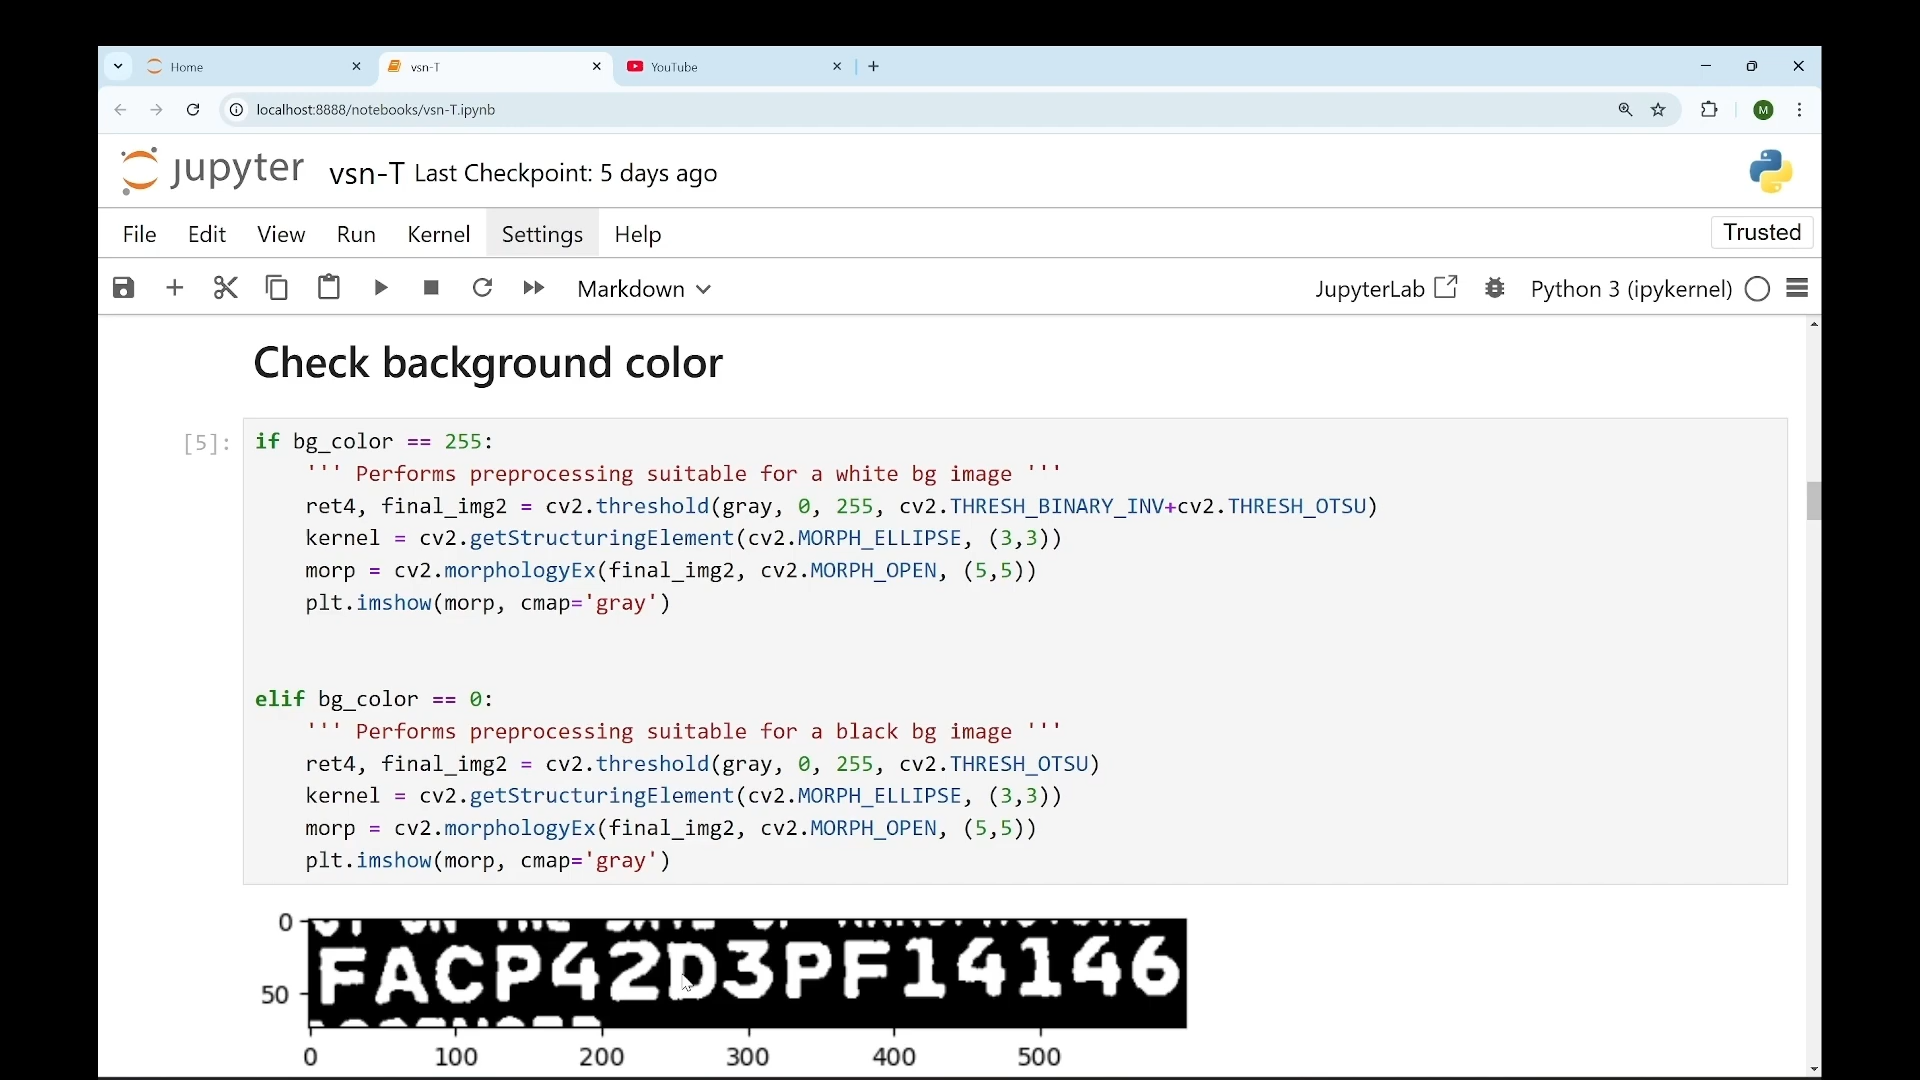 Home
vsn-T
YouTube
localhost:8888/notebooks/vsn-T.ipynb
M
jupyter vsn-T Last Checkpoint: 5 days ago
File Edit View Run Kernel Settings Help
Trusted
Markdown
JupyterLab
Python 3 (ipykernel)
Check background color
[5]:
if bg_color == 255:
''' Performs preprocessing suitable for a white bg image '''
ret4, final_img2 = cv2.threshold(gray, 0, 255, cv2.THRESH_BINARY_INV+cv2.THRESH_OTSU)
kernel = cv2.getStructuringElement(cv2.MORPH_ELLIPSE, (3,3))
morp = cv2.morphologyEx(final_img2, cv2.MORPH_OPEN, (5,5))
plt.imshow(morp, cmap='gray')
elif bg_color == 0:
''' Performs preprocessing suitable for a black bg image '''
ret4, final_img2 = cv2.threshold(gray, 0, 255, cv2.THRESH_OTSU)
kernel = cv2.getStructuringElement(cv2.MORPH_ELLIPSE, (3,3))
morp = cv2.morphologyEx(final_img2, cv2.MORPH_OPEN, (5,5))
plt.imshow(morp, cmap='gray')
0
FACP42D3PF14146
50
0 100 200 300 400 500